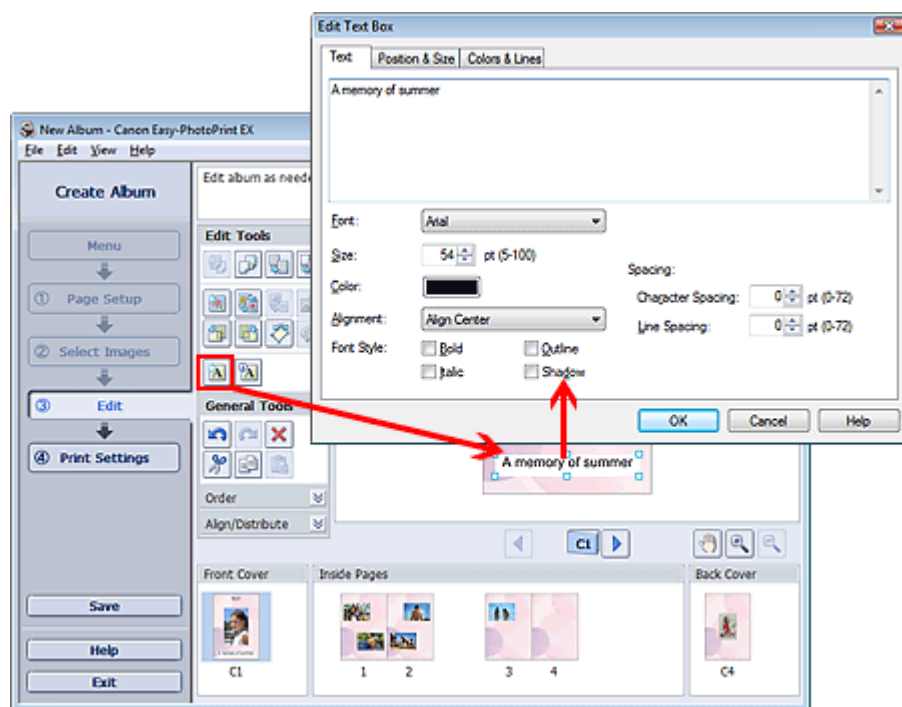 Edit Text Box
Text Position & Size Colors & Lines
A memory of summer
New Album - Canon Easy-PhotoPrint EX
File Edit View Help
Create Album
Edit album as neede
Menu
① Page Setup
② Select Images
③ Edit
④ Print Settings
Save
Help
Exit
Edit Tools
General Tools
Order
Align/Distribute
Font: Arial
Size: 54 pt (5-100)
Color:
Alignment: Align Center
Font Style: Bold Outline
Italic Shadow
Spacing:
Character Spacing: 0 pt (0-72)
Line Spacing: 0 pt (0-72)
OK Cancel Help
A memory of summer
C1
Front Cover Inside Pages Back Cover
C1 1 2 3 4 C4